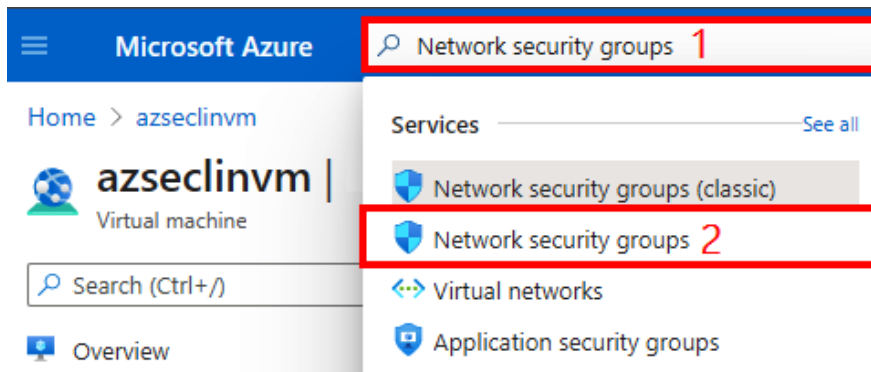 Microsoft Azure
Network security groups 1
Home > azseclinvm
Services
See all
azseclinvm |
Virtual machine
Network security groups (classic)
Network security groups 2
Search (Ctrl+/)
Virtual networks
Overview
Application security groups